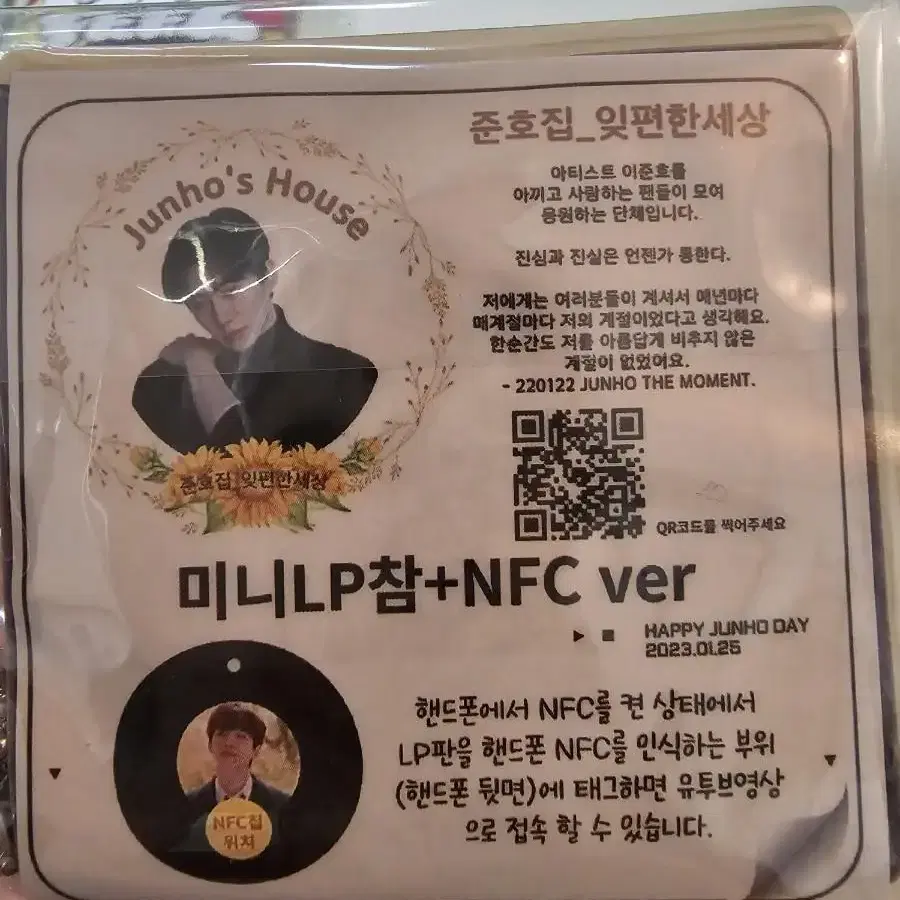 Junho's House
준호집_잊편한세상
준호집_잊편한세상
아티스트 이준호를
아끼고 사람하는 팬들이 모여
응원하는 단체입니다.
진심과 진실은 언젠가 통한다.
저에게는 여러분들이 계셔서 매년마다
매계절마다 저의 계절이었다고 생각해요.
한순간도 저를 아름답게 비추지 않은
계절이 없었어요.
- 220122 JUNHO THE MOMENT.
QR코드를 찍어주세요
미니LP참+NFC ver
HAPPY JUNHO DAY
2023.01.25
NFC칩
위치
핸드폰에서 NFC를 켠 상태에서
LP판을 핸드폰 NFC를 인식하는 부위
(핸드폰 뒷면)에 태그하면 유투브영상
으로 접속 할 수 있습니다.